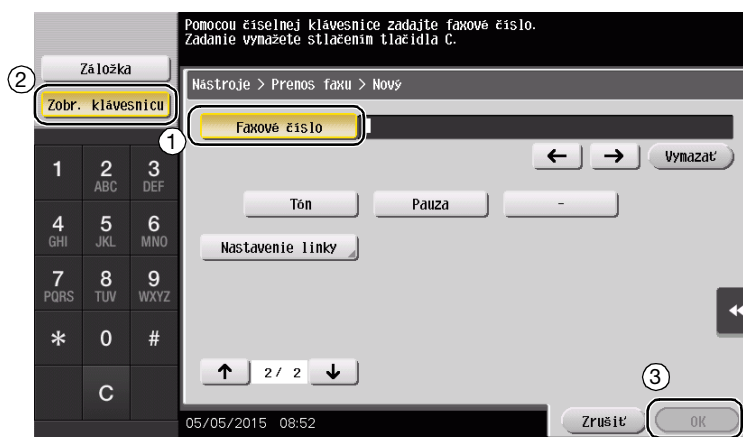 Pomocou číselnej klávesnice zadajte faxové číslo.
Zadanie vymažete stlačením tlačidla C.
Záložka
2
Zobr. klávesnicu
Nástroje > Prenos faxu > Nový
Faxové číslo
1
← → Vymazať
1 2 ABC 3 DEF
Tón Pauza -
4 GHI 5 JKL 6 MNO
Nastavenie linky
7 PQRS 8 TUV 9 WXYZ
* 0 #
↑ 2/ 2 ↓
3
C
05/05/2015 08:52
Zrušiť OK